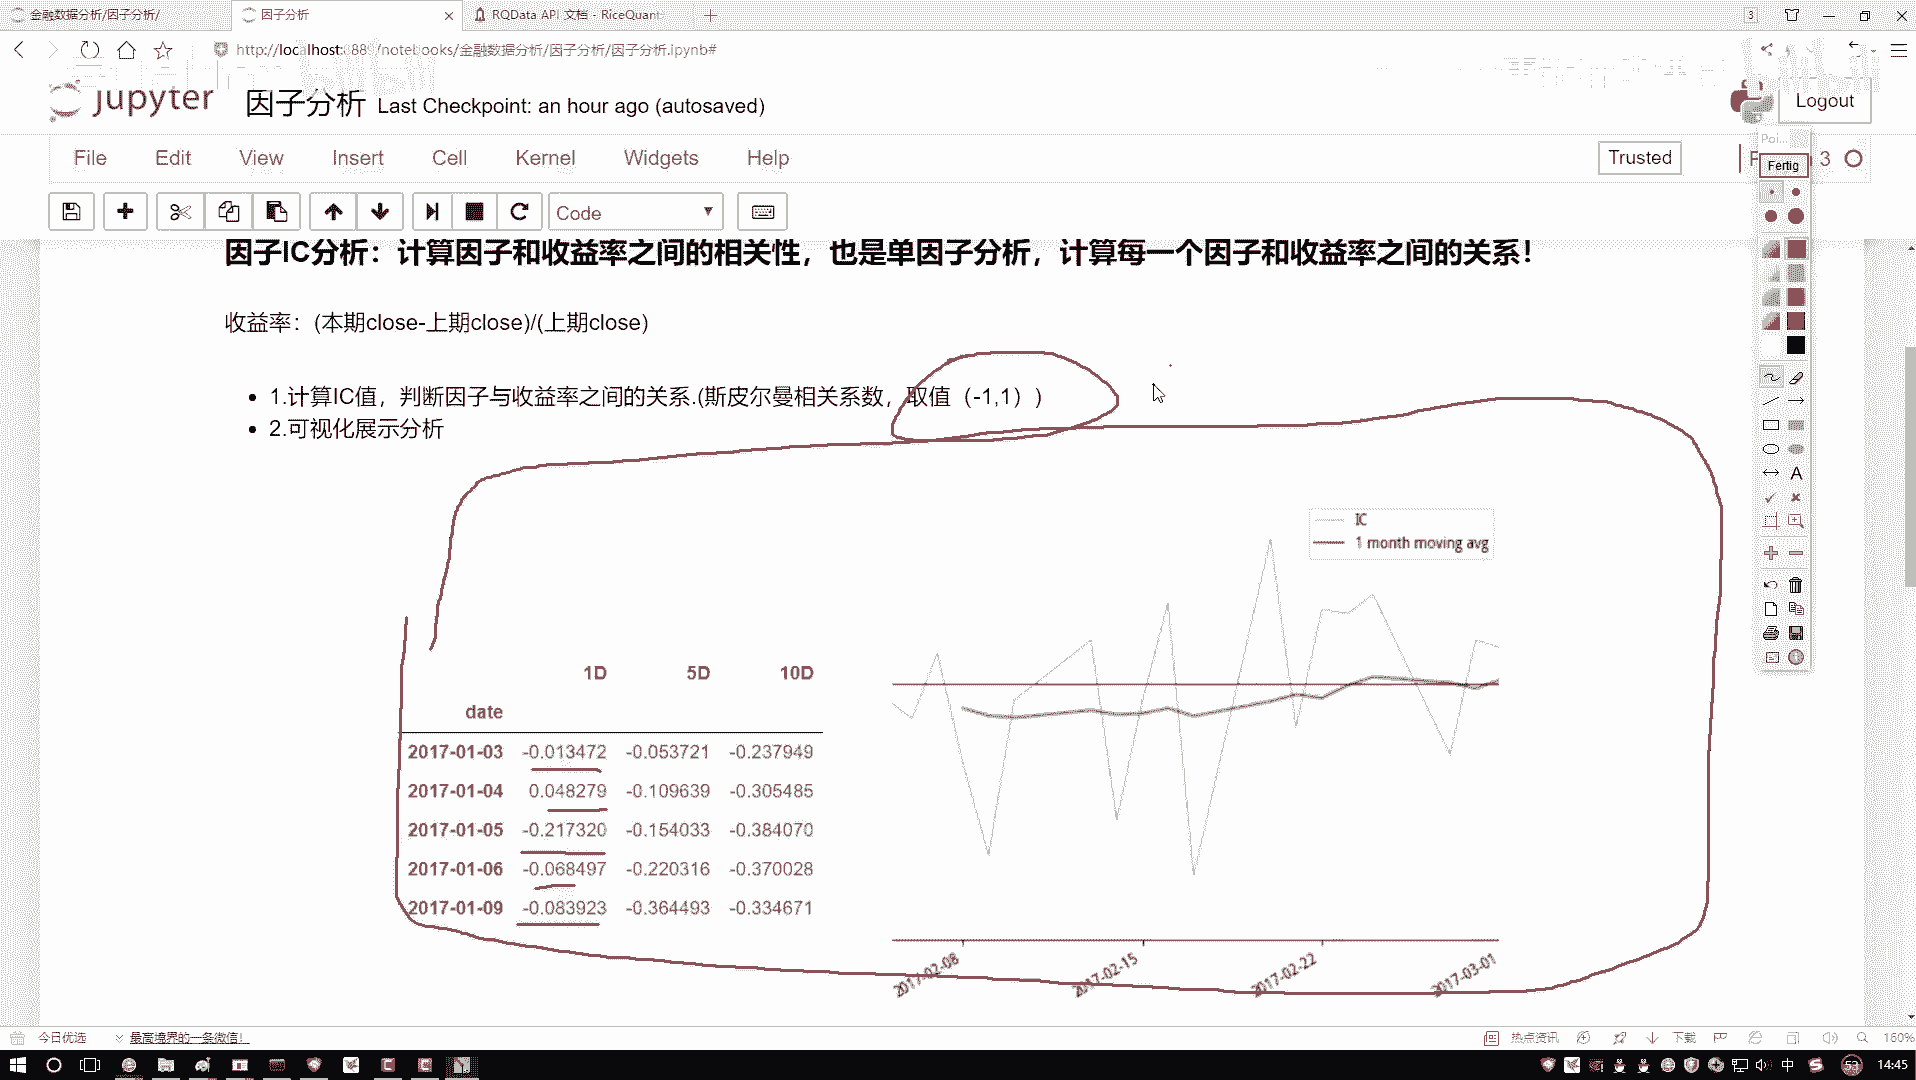 金融数据分析/因子分析/
因子分析
RQData API 文档 - RiceQuant
3
http://localhost:8889/notebooks/金融数据分析/因子分析/因子分析.ipynb#
jupyter
因子分析 Last Checkpoint: an hour ago (autosaved)
Logout
File Edit View Insert Cell Kernel Widgets Help
Trusted
3
Poi...
Fertig
Code
因子IC分析：计算因子和收益率之间的相关性，也是单因子分析，计算每一个因子和收益率之间的关系！
收益率：(本期close-上期close)/(上期close)
1.计算IC值，判断因子与收益率之间的关系.(斯皮尔曼相关系数，取值（-1,1）)
2.可视化展示分析
IC
1 month moving avg
1D 5D 10D
date
2017-01-03 -0.013472 -0.053721 -0.237949
2017-01-04 0.048279 -0.109639 -0.305485
2017-01-05 -0.217320 -0.154033 -0.384070
2017-01-06 -0.068497 -0.220316 -0.370028
2017-01-09 -0.083923 -0.364493 -0.334671
2017-02-08 2017-02-15 2017-02-22 2017-03-01
今日优选
最高境界的一条微信!
热点资讯
下载
160%
中
53
14:45